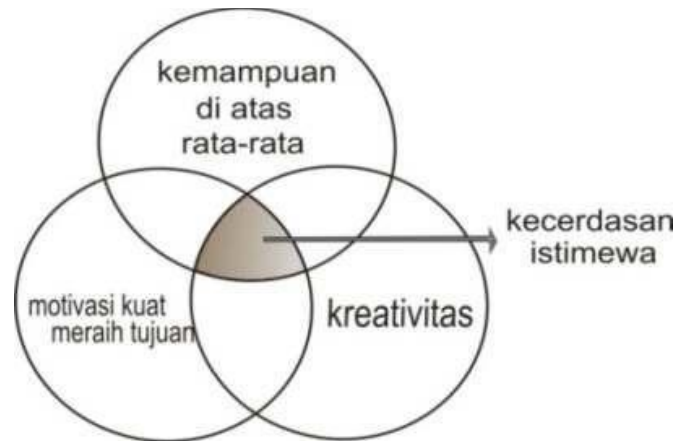 kemampuan
di atas
rata-rata
kecerdasan
istimewa
motivasi kuat
meraih tujuan
kreativitas